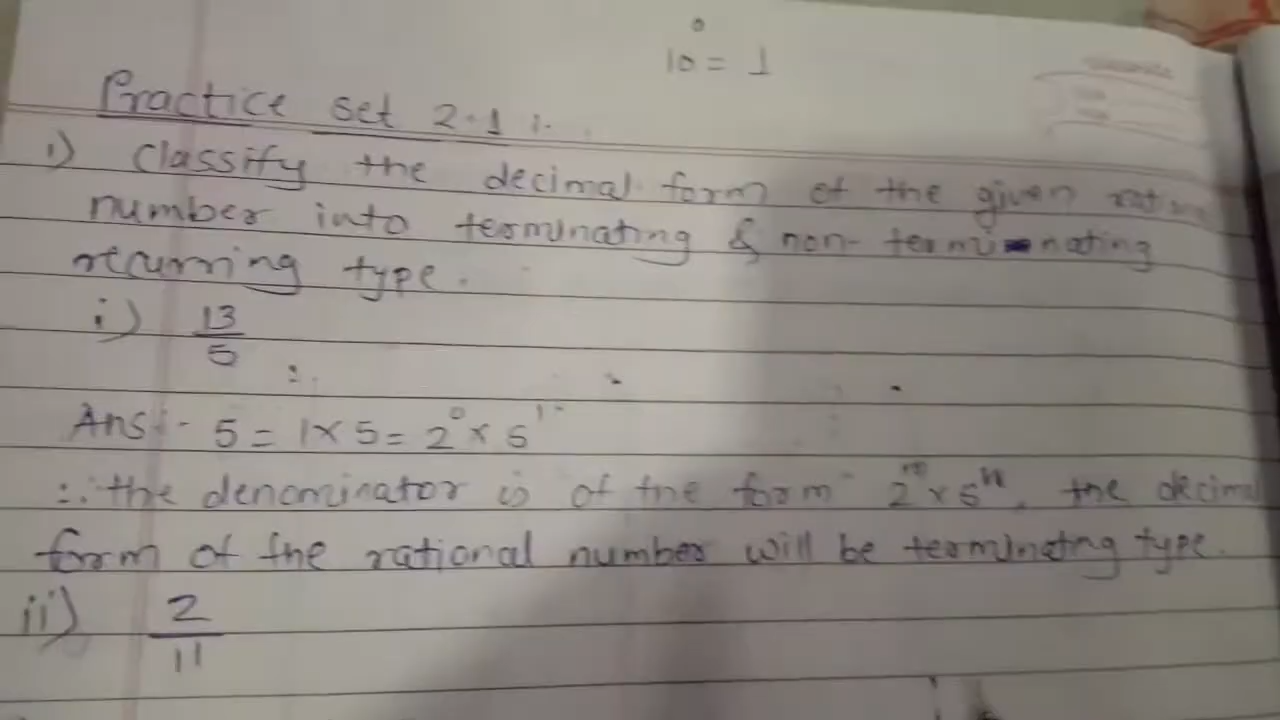 10⁰ = 1
Practice set 2.1 :-
1) Classify the decimal form of the given
number into terminating & non-terminating
recurring type.
i) 13/5
Ans :- 5 = 1 × 5 = 2⁰ × 5¹
∴ the denominator is of the form 2ᵐ × 5ⁿ, the decimal
form of the rational number will be terminatng type.
ii) 2/11